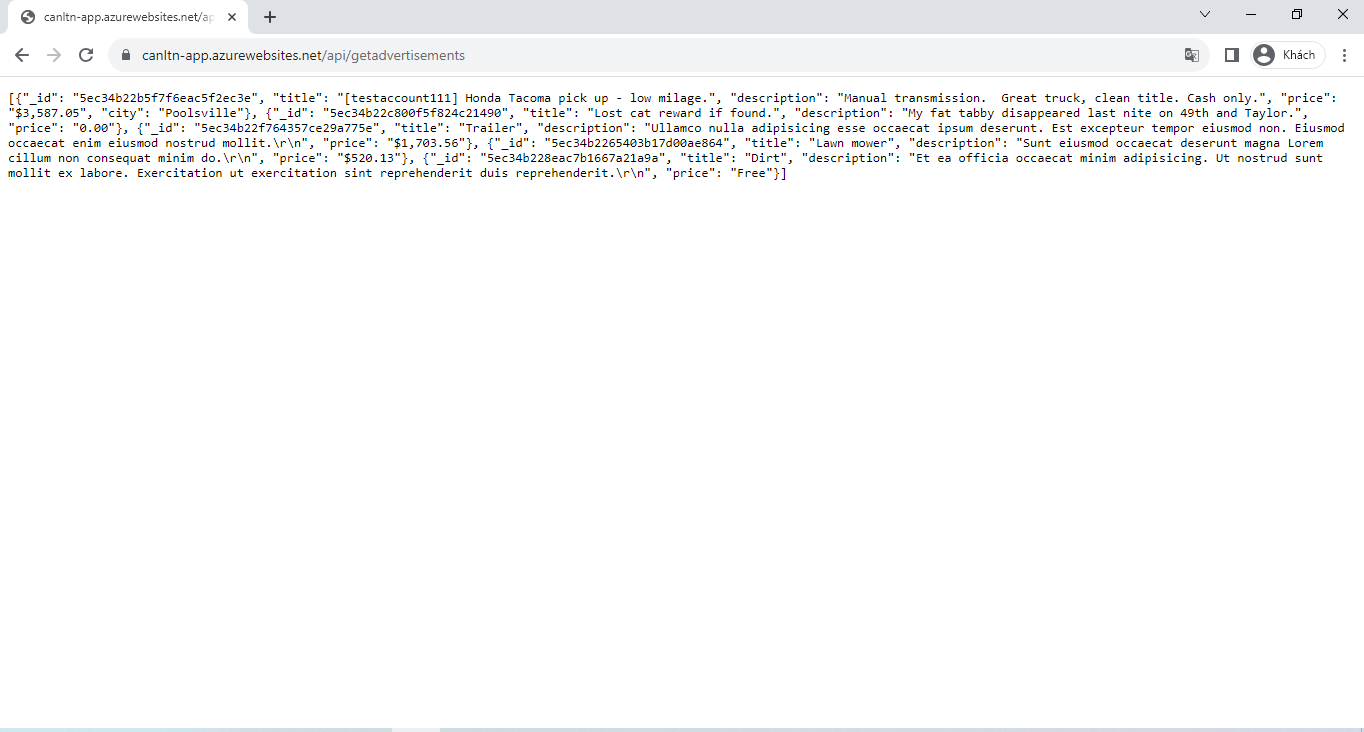 canltn-app.azurewebsites.net/ap
canltn-app.azurewebsites.net/api/getadvertisements
Khách
[{"_id": "5ec34b22b5f7f6eac5f2ec3e", "title": "[testaccount111] Honda Tacoma pick up - low milage.", "description": "Manual transmission.  Great truck, clean title. Cash only.", "price":
"$3,587.05", "city": "Poolsville"}, {"_id": "5ec34b22c800f5f824c21490", "title": "Lost cat reward if found.", "description": "My fat tabby disappeared last nite on 49th and Taylor.",
"price": "0.00"}, {"_id": "5ec34b22f764357ce29a775e", "title": "Trailer", "description": "Ullamco nulla adipisicing esse occaecat ipsum deserunt. Est excepteur tempor eiusmod non. Eiusmod
occaecat enim eiusmod nostrud mollit.\r\n", "price": "$1,703.56"}, {"_id": "5ec34b2265403b17d00ae864", "title": "Lawn mower", "description": "Sunt eiusmod occaecat deserunt magna Lorem
cillum non consequat minim do.\r\n", "price": "$520.13"}, {"_id": "5ec34b228eac7b1667a21a9a", "title": "Dirt", "description": "Et ea officia occaecat minim adipisicing. Ut nostrud sunt
mollit ex labore. Exercitation ut exercitation sint reprehenderit duis reprehenderit.\r\n", "price": "Free"}]